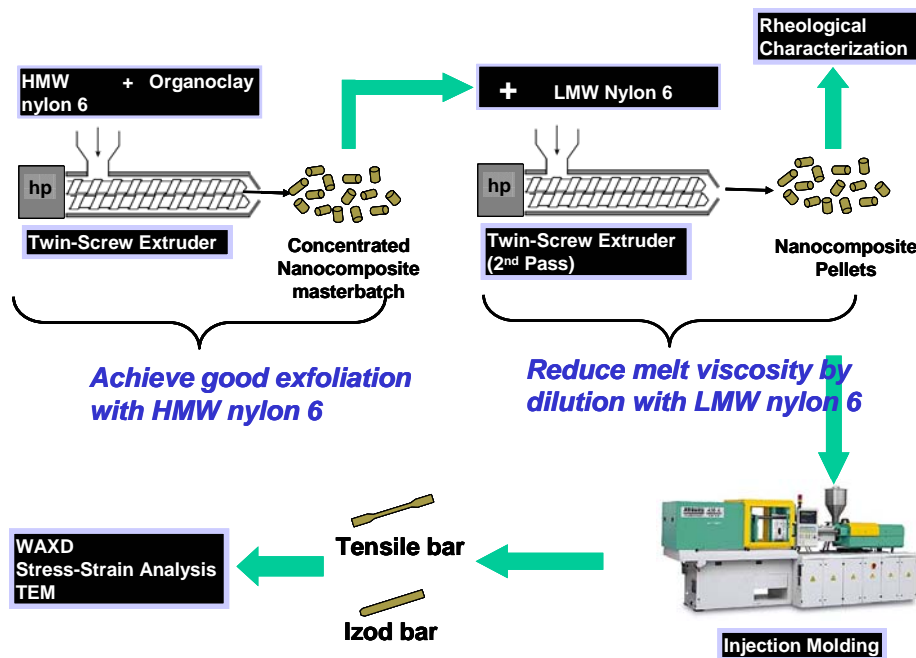 HMW + Organoclay
nylon 6
hp
Twin-Screw Extruder
Concentrated
Nanocomposite
masterbatch
+ LMW Nylon 6
hp
Twin-Screw Extruder
(2nd Pass)
Rheological
Characterization
Nanocomposite
Pellets
Achieve good exfoliation
with HMW nylon 6
Reduce melt viscosity by
dilution with LMW nylon 6
Injection Molding
Tensile bar
Izod bar
WAXD
Stress-Strain Analysis
TEM